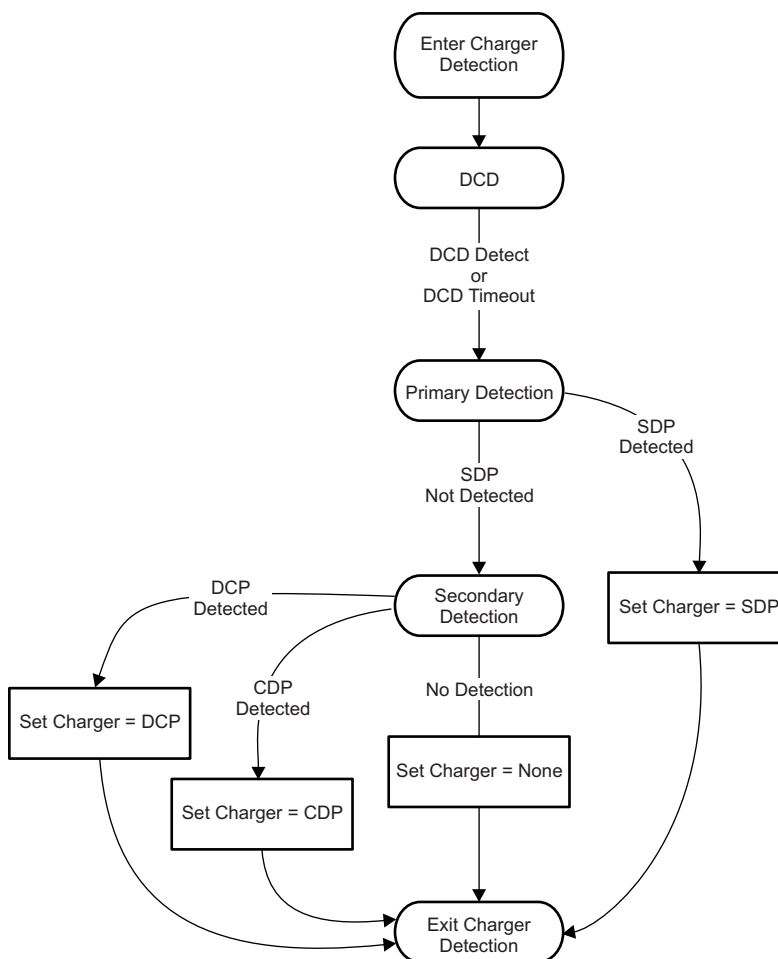 Enter Charger
Detection
DCD
DCD Detect
or
DCD Timeout
Primary Detection
SDP
Detected
SDP
Not Detected
DCP
Detected
Secondary
Detection
Set Charger = SDP
CDP
Detected
No Detection
Set Charger = DCP
Set Charger = None
Set Charger = CDP
Exit Charger
Detection